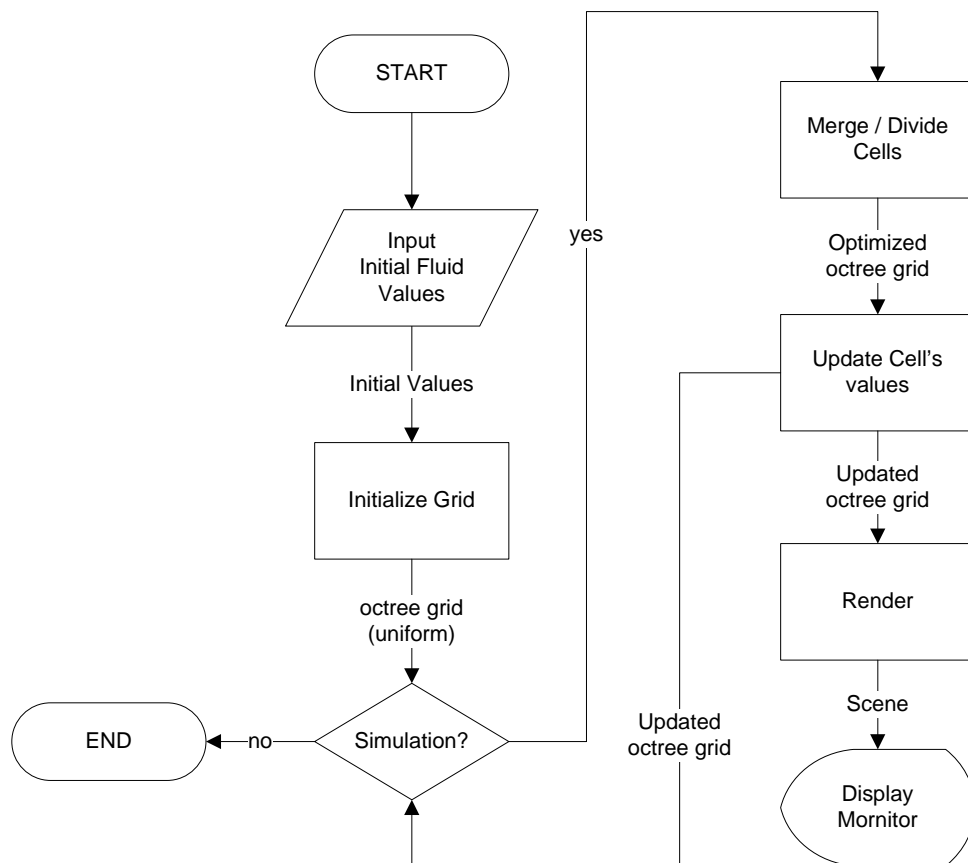 START
Input
Initial Fluid
Values
Initial Values
Initialize Grid
octree grid
(uniform)
Simulation?
no
END
yes
Merge / Divide
Cells
Optimized
octree grid
Update Cell’s
values
Updated
octree grid
Updated
octree grid
Render
Scene
Display
Mornitor